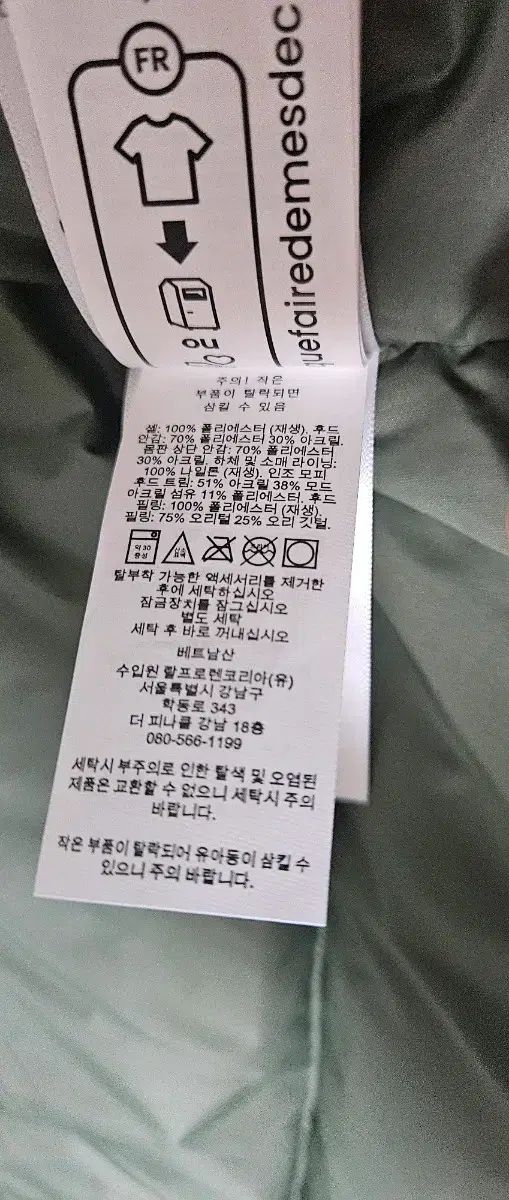 FR
quefairedemesdec
주의! 작은
부품이 탈락되면
삼킬 수 있음
셸: 100% 폴리에스터 (재생). 후드
안감: 70% 폴리에스터 30% 아크릴.
몸판 상단 안감: 70% 폴리에스터
30% 아크릴. 하체 및 소매 라이닝:
100% 나일론 (재생). 인조 모피
후드 트림: 51% 아크릴 38% 모드
아크릴 섬유 11% 폴리에스터. 후드
필링: 100% 폴리에스터 (재생).
필링: 75% 오리털 25% 오리 깃털.
약 30
중성
산소
표백
탈부착 가능한 액세서리를 제거한
후에 세탁하십시오
잠금장치를 잠그십시오
별도 세탁
세탁 후 바로 꺼내십시오
베트남산
수입원 랄프로렌코리아(유)
서울특별시 강남구
학동로 343
더 피나클 강남 18층
080-566-1199
세탁시 부주의로 인한 탈색 및 오염된
제품은 교환할 수 없으니 세탁시 주의
바랍니다.
작은 부품이 탈락되어 유아동이 삼킬 수
있으니 주의 바랍니다.